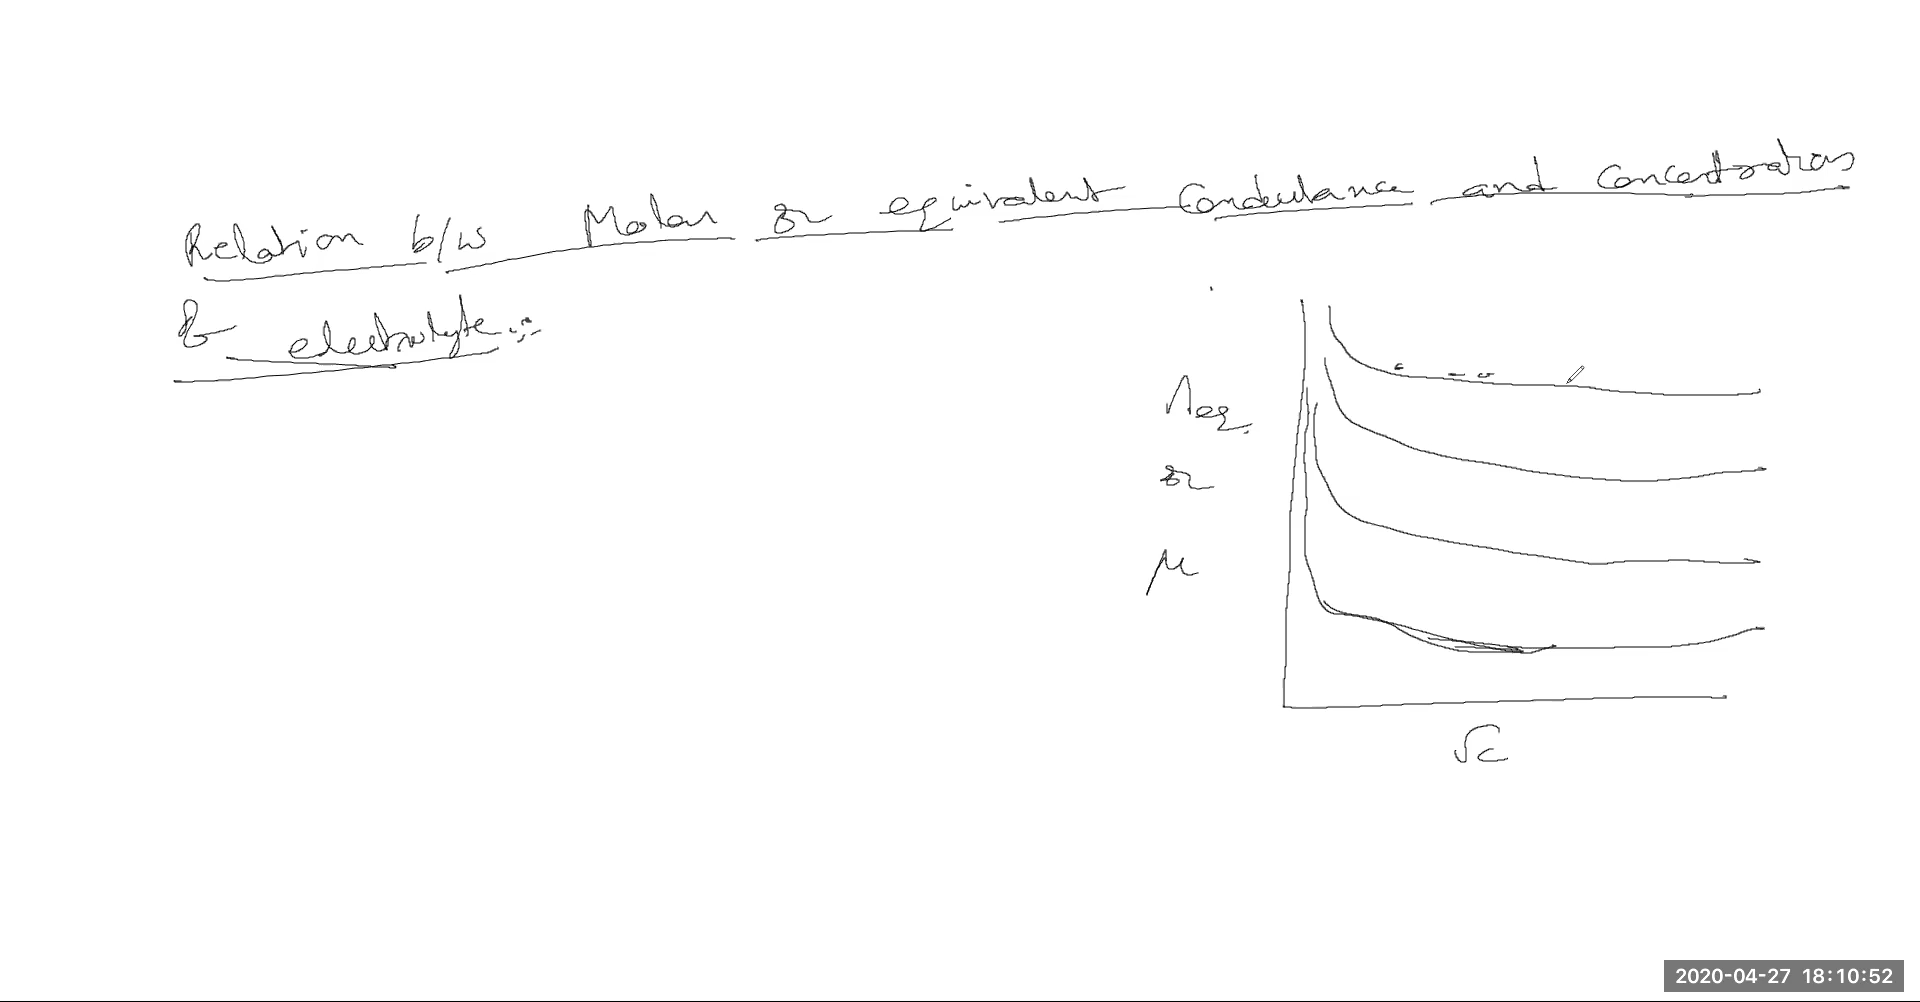 Relation b/w Molar or equivalent Conductance and Concentration
of electrolyte :-
Λeq.
or
μ
√C
2020-04-27 18:10:52